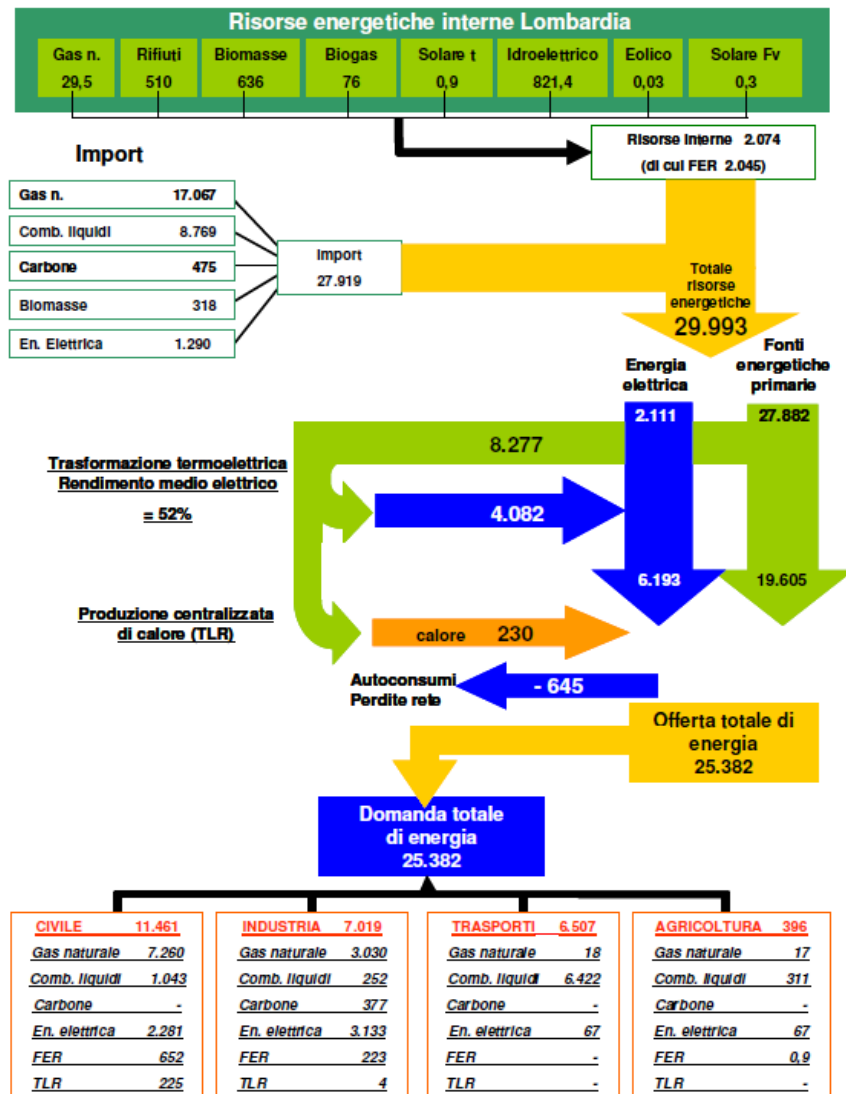 Risorse energetiche interne Lombardia
Gas n. Rifiuti Biomasse Biogas Solare t Idroelettrico Eolico Solare Fv
29,5 510 636 76 0,9 821,4 0,03 0,3
Risorse Interne 2.074
(di cui FER 2.045)
Import
Gas n. 17.067
Comb. liquidi 8.769
Carbone 475
Biomasse 318
En. Elettrica 1.290
Import
27.919
Totale
risorse
energetiche
29.993
Energia
elettrica
Fonti
energetiche
primarie
2.111 27.882
8.277
Trasformazione termoelettrica
Rendimento medio elettrico
= 52%
4.082
6.193 19.605
Produzione centralizzata
di calore (TLR)
calore 230
Autoconsumi
Perdite rete
- 645
Offerta totale di
energia
25.382
Domanda totale
di energia
25.382
CIVILE 11.461
Gas naturale 7.260
Comb. liquidi 1.043
Carbone -
En. elettrica 2.281
FER 652
TLR 225
INDUSTRIA 7.019
Gas naturale 3.030
Comb. liquidi 252
Carbone 377
En. elettrica 3.133
FER 223
TLR 4
TRASPORTI 6.507
Gas naturale 18
Comb. liquidi 6.422
Carbone -
En. elettrica 67
FER -
TLR -
AGRICOLTURA 396
Gas naturale 17
Comb. liquidi 311
Carbone -
En. elettrica 67
FER 0,9
TLR -